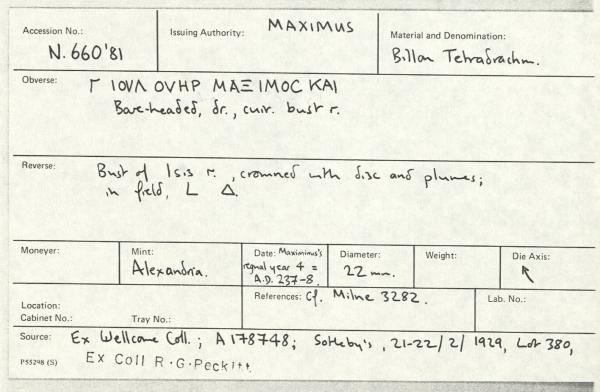 Accession No.:
N. 660'81
Issuing Authority: MAXIMUS
Material and Denomination:
Billon Tetradrachm.
Obverse: Γ ΙΟVΛ ΟVΗΡ ΜΑΞΙΜΟC ΚΑΙ
Bare-headed, dr., cuir. bust r.
Reverse: Bust of Isis r., crowned with disc and plumes;
in field, L Δ.
Moneyer:
Mint:
Alexandria.
Date: Maximinus's
regnal year 4 =
A.D. 237-8.
Diameter:
22 mm.
Weight:
Die Axis:
↖
Location:
Cabinet No.: Tray No.:
References: Cf. Milne 3282.
Lab. No.:
Source: Ex Wellcome Coll.; A178748; Sotheby's, 21-22/2/1929, Lot 380,
P55298 (S) Ex Coll R.G. Peckitt.